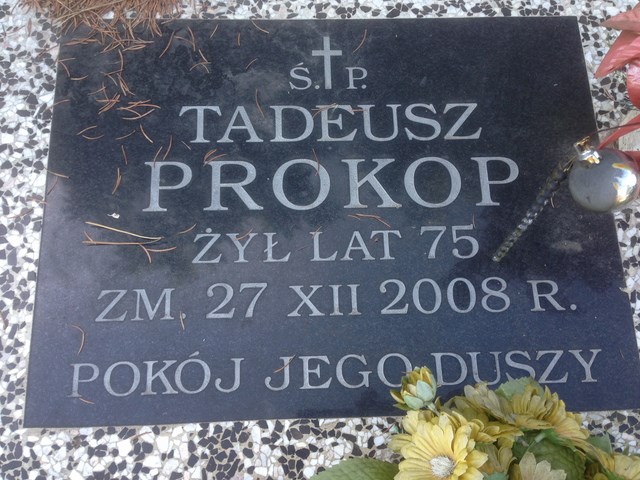 Ś.P.
TADEUSZ
PROKOP
ŻYŁ LAT 75
ZM. 27 XII 2008 R.
POKÓJ JEGO DUSZY